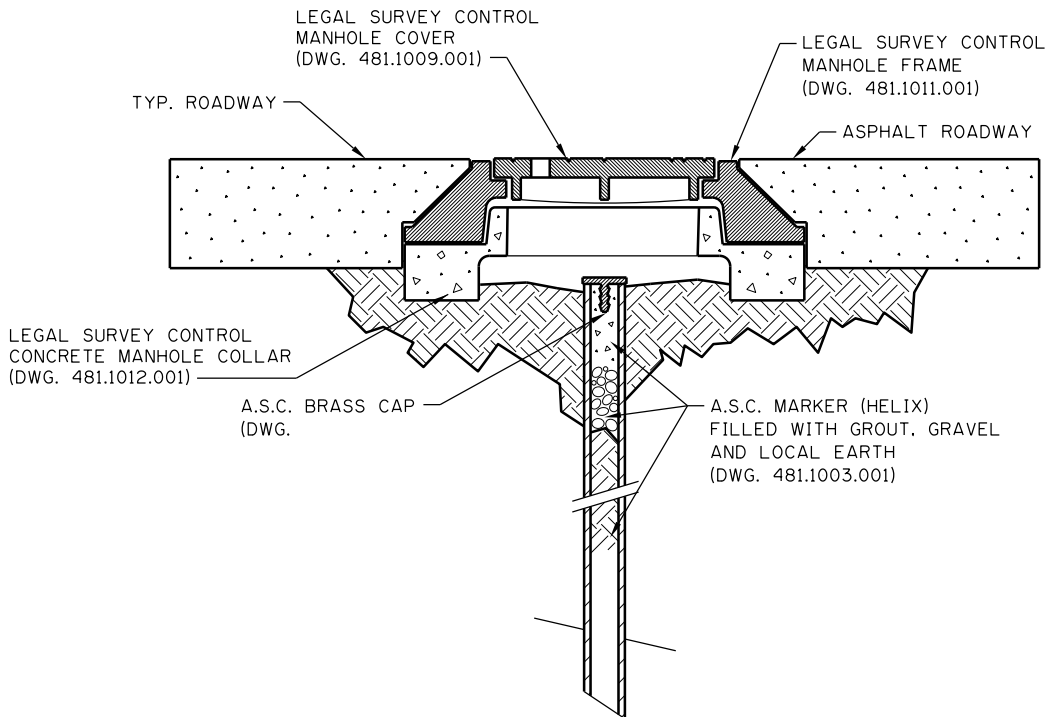 LEGAL SURVEY CONTROL
MANHOLE COVER
(DWG. 481.1009.001)
LEGAL SURVEY CONTROL
MANHOLE FRAME
(DWG. 481.1011.001)
TYP. ROADWAY
ASPHALT ROADWAY
LEGAL SURVEY CONTROL
CONCRETE MANHOLE COLLAR
(DWG. 481.1012.001)
A.S.C. BRASS CAP
(DWG.
A.S.C. MARKER (HELIX)
FILLED WITH GROUT, GRAVEL
AND LOCAL EARTH
(DWG. 481.1003.001)